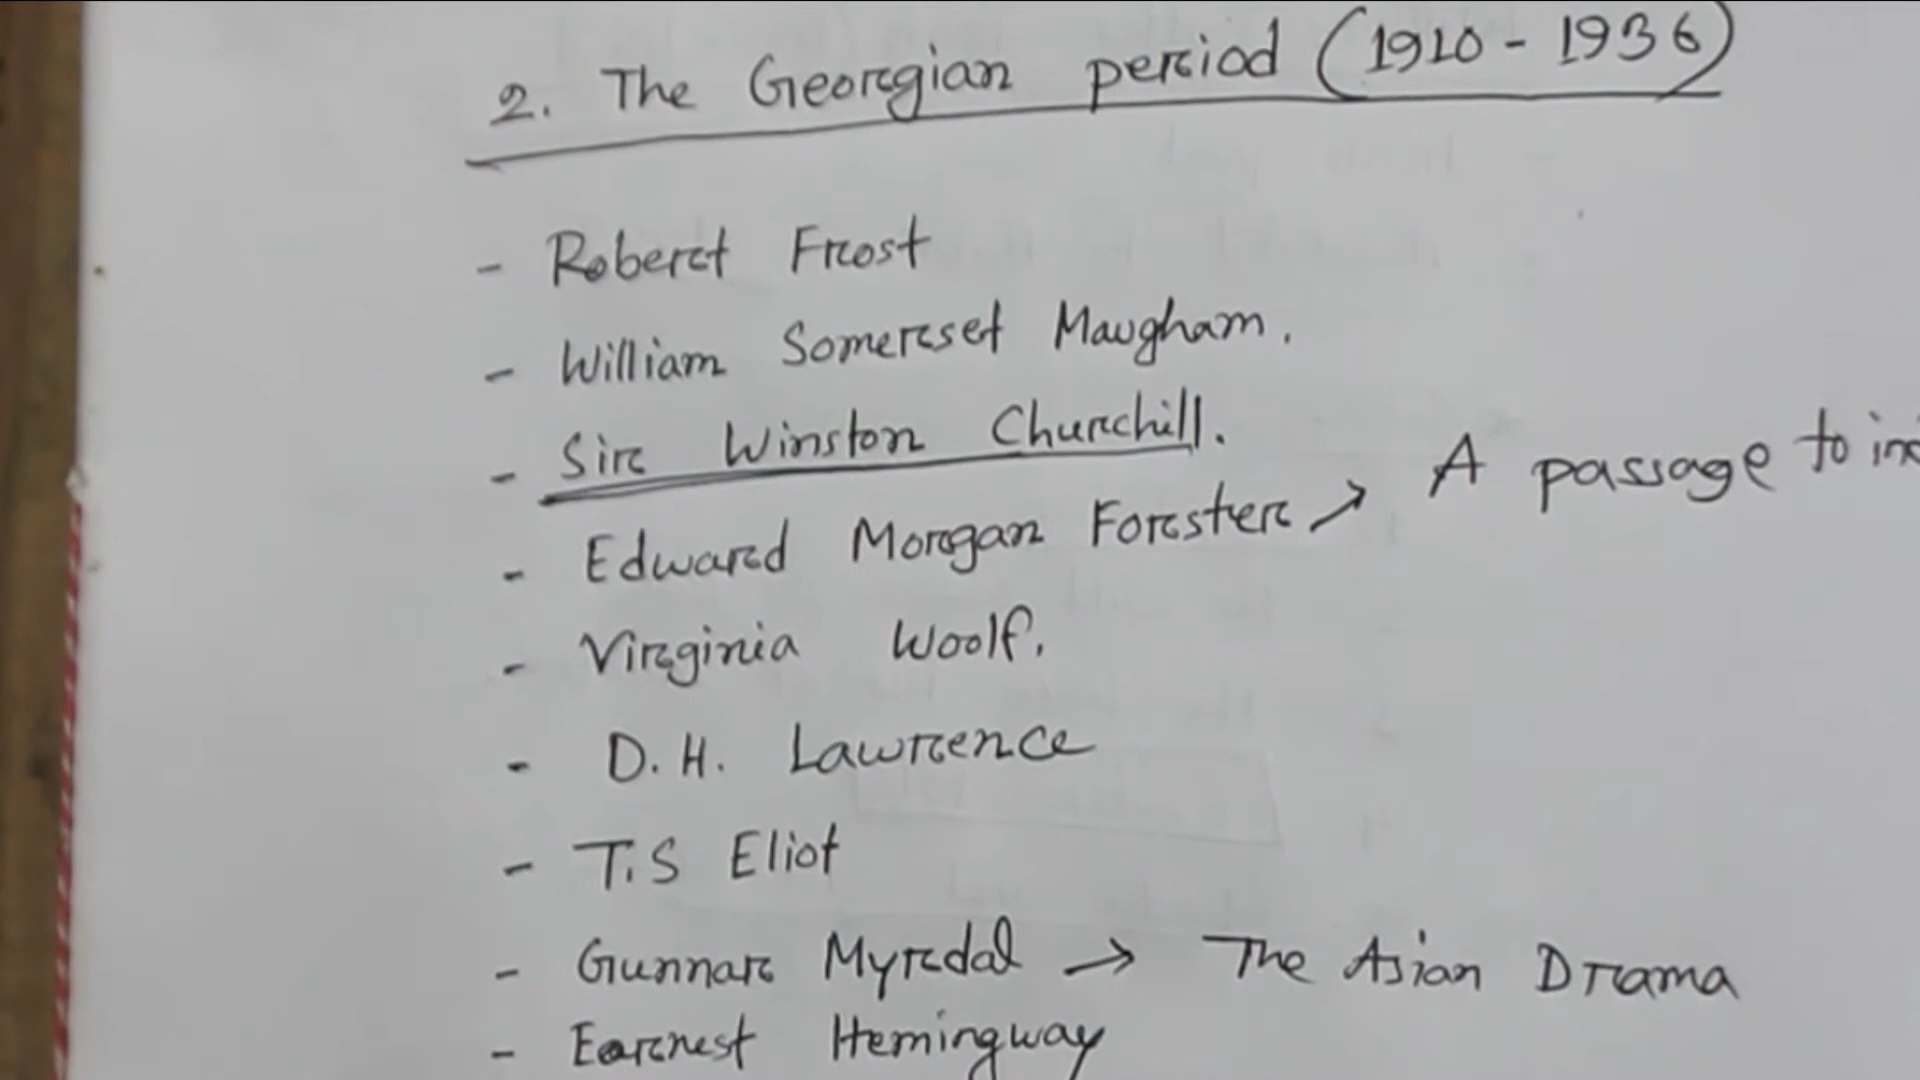 2. The Georgian period (1910 - 1936)
- Robert Frost
- William Somerset Maugham.
- Sir Winston Churchill.
- Edward Morgan Forster → A passage to in
- Virginia Woolf.
- D.H. Lawrence
- T.S Eliot
- Gunnar Myrdal → The Asian Drama
- Earnest Hemingway